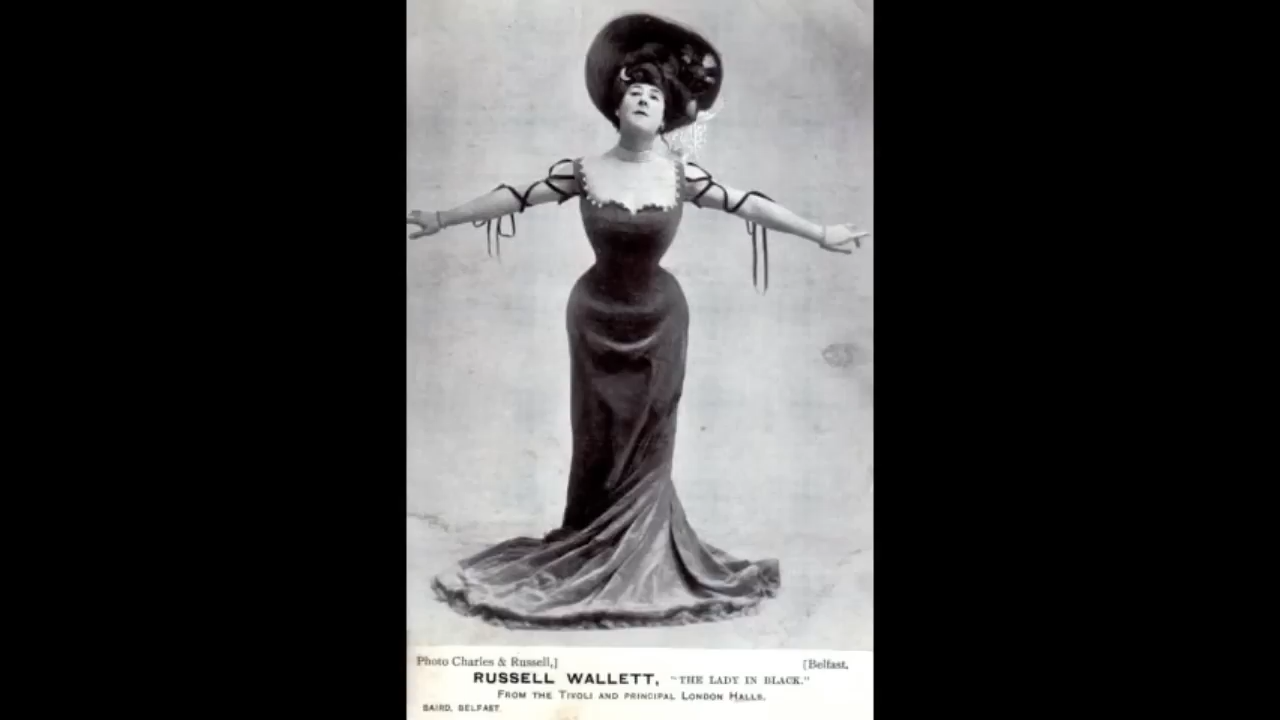 Photo Charles & Russell,] [Belfast.
RUSSELL WALLETT, "THE LADY IN BLACK."
FROM THE TIVOLI AND PRINCIPAL LONDON HALLS.
BAIRD, BELFAST.